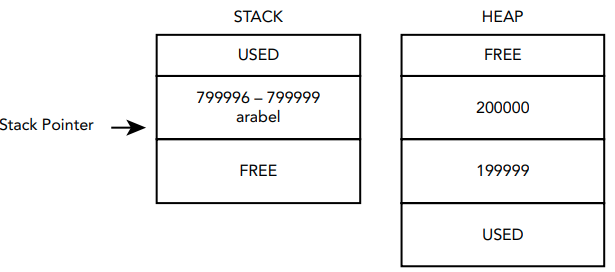 STACK
USED
799996 – 799999
arabel
Stack Pointer
FREE
HEAP
FREE
200000
199999
USED